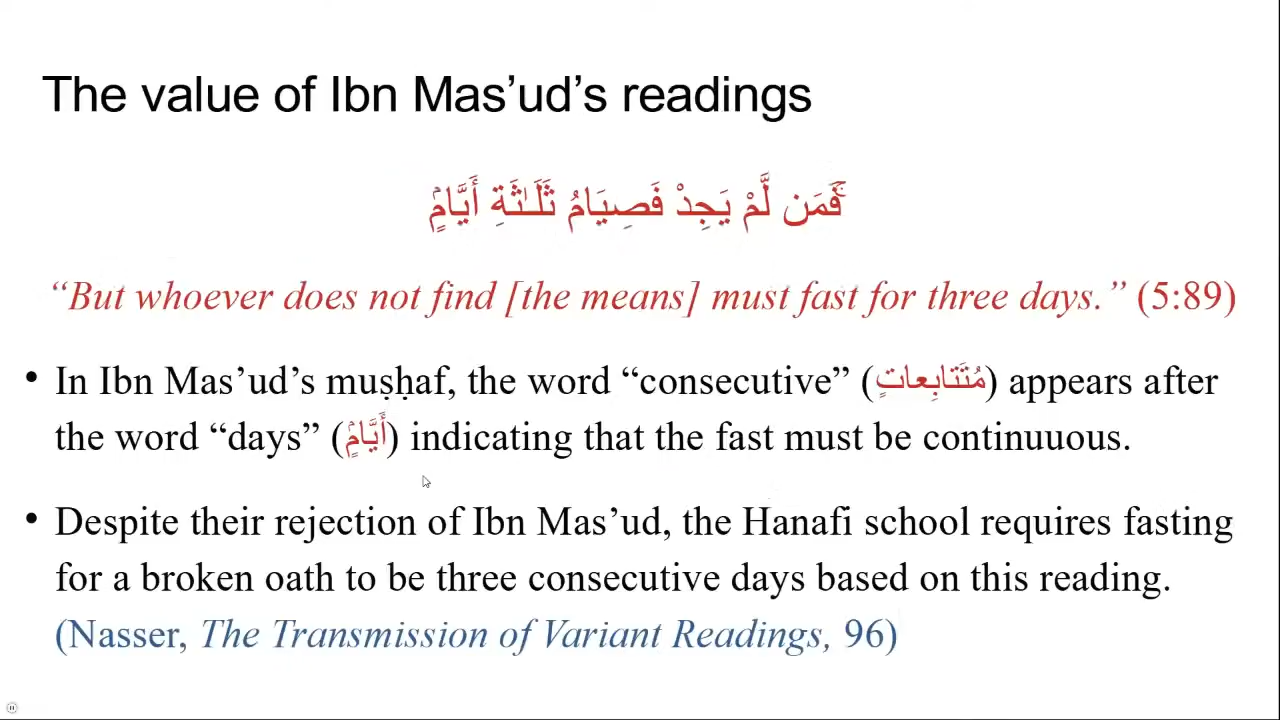 The value of Ibn Mas’ud’s readings
فَمَن لَّمْ يَجِدْ فَصِيَامُ ثَلَـٰثَةِ أَيَّامٍۢ
“But whoever does not find [the means] must fast for three days.” (5:89)
• In Ibn Mas’ud’s muṣḥaf, the word “consecutive” (مُتَتابِعاتٍ) appears after
the word “days” (أَيَّامٍۢ) indicating that the fast must be continuuous.
• Despite their rejection of Ibn Mas’ud, the Hanafi school requires fasting
for a broken oath to be three consecutive days based on this reading.
(Nasser, The Transmission of Variant Readings, 96)